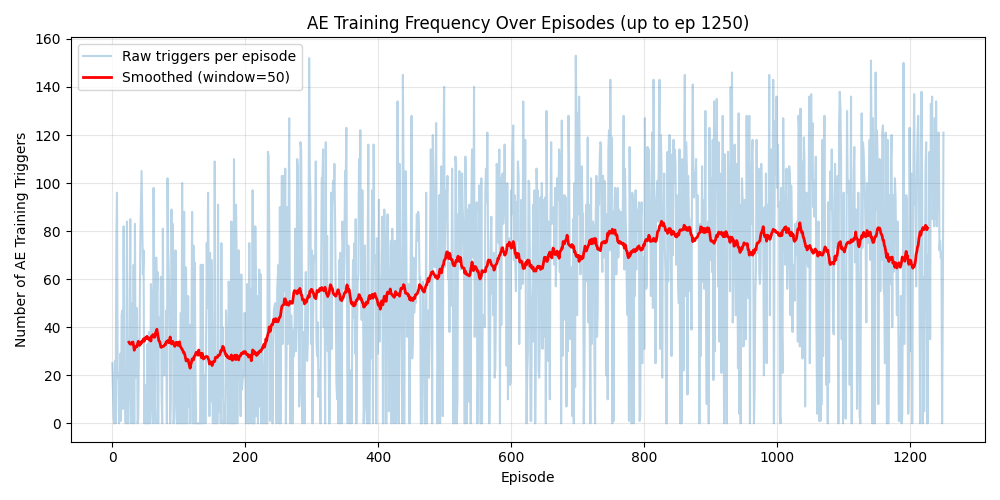 AE Training Frequency Over Episodes (up to ep 1250)
Raw triggers per episode
Smoothed (window=50)
Number of AE Training Triggers
160
140
120
100
80
60
40
20
0
0 200 400 600 800 1000 1200
Episode